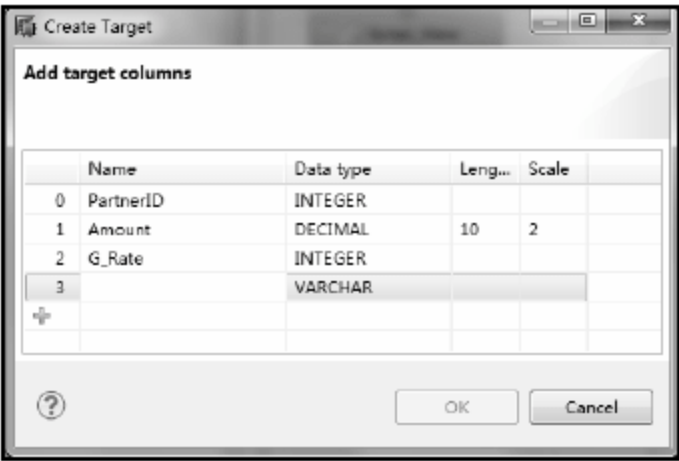 Create Target
Add target columns
Name Data type Leng... Scale
0 PartnerID INTEGER
1 Amount DECIMAL 10 2
2 G_Rate INTEGER
3 VARCHAR
OK Cancel